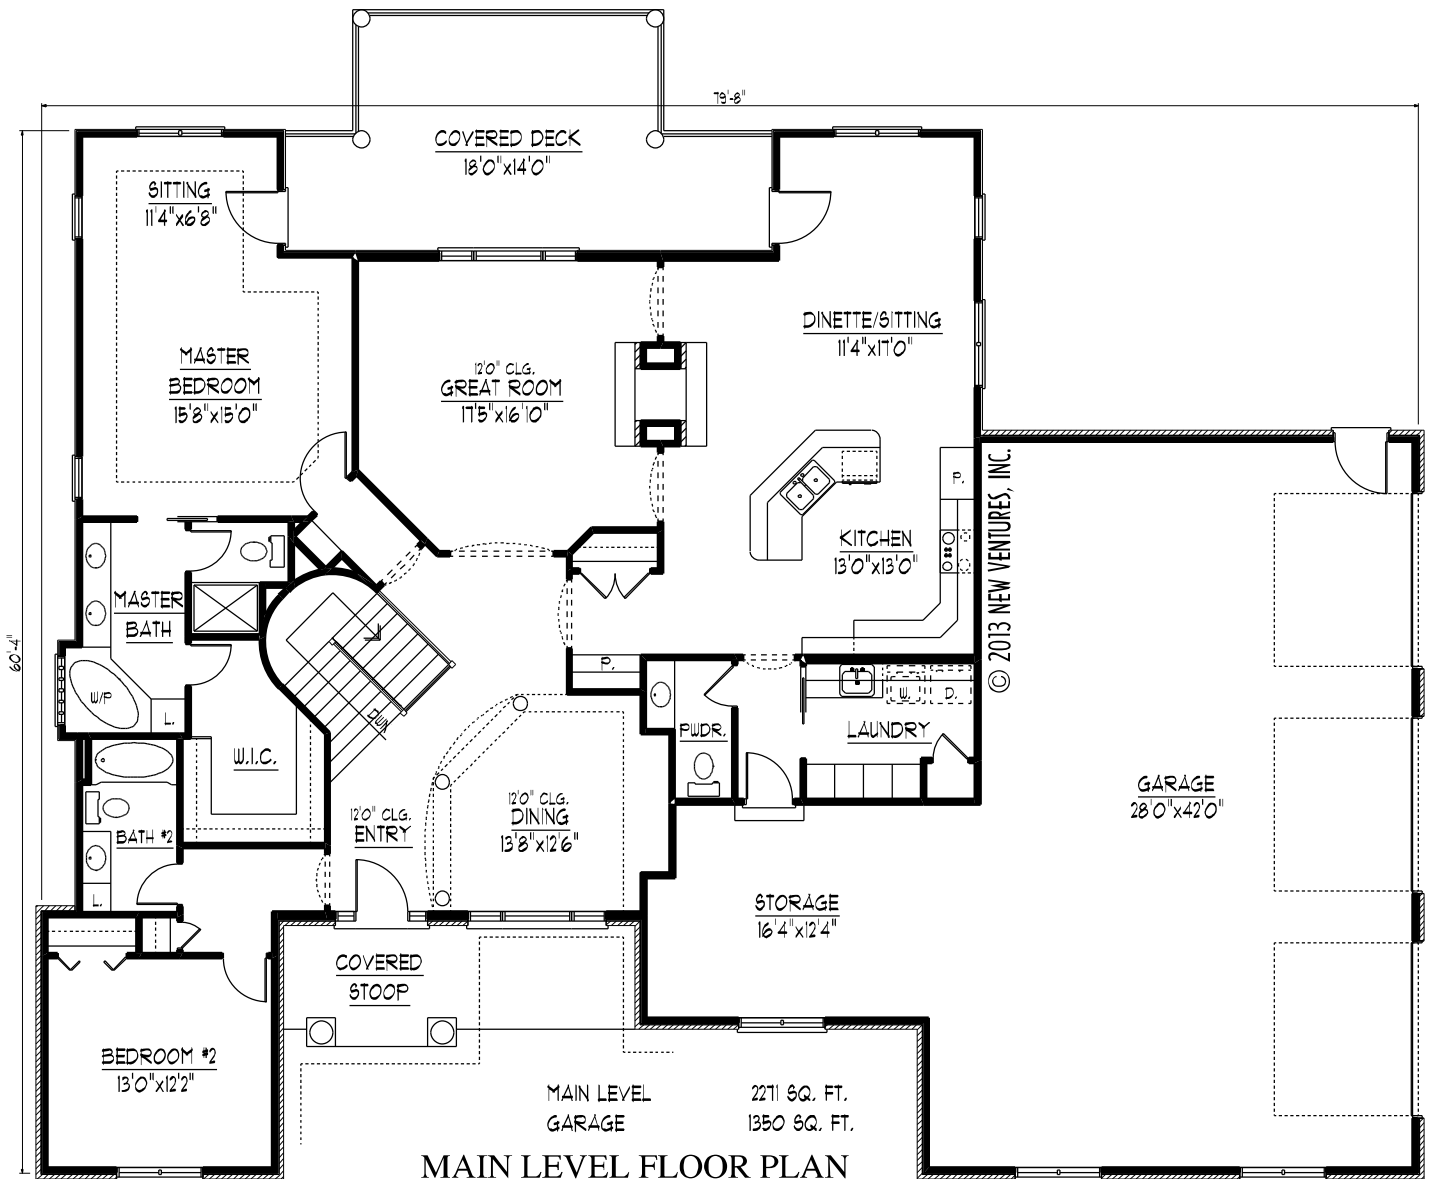 79'-8"
COVERED DECK
18'0"x14'0"
SITTING
11'4"x6'8"
DINETTE/SITTING
11'4"x17'0"
MASTER
BEDROOM
15'8"x15'0"
12'0" CLG.
GREAT ROOM
17'5"x16'10"
P.
KITCHEN
13'0"x13'0"
© 2013 NEW VENTURES, INC.
MASTER
BATH
60'-4"
W/P
L.
P.
DWN
W.
D.
PWDR.
LAUNDRY
W.I.C.
GARAGE
28'0"x42'0"
12'0" CLG.
ENTRY
12'0" CLG.
DINING
13'8"x12'6"
BATH #2
L.
STORAGE
16'4"x12'4"
COVERED
STOOP
BEDROOM #2
13'0"x12'2"
MAIN LEVEL 2271 SQ. FT.
GARAGE 1350 SQ. FT.
MAIN LEVEL FLOOR PLAN